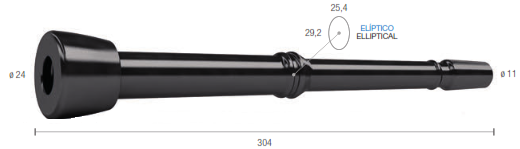 25,4
29,2
ELÍPTICO
ELLIPTICAL
ø 24
ø 11
304